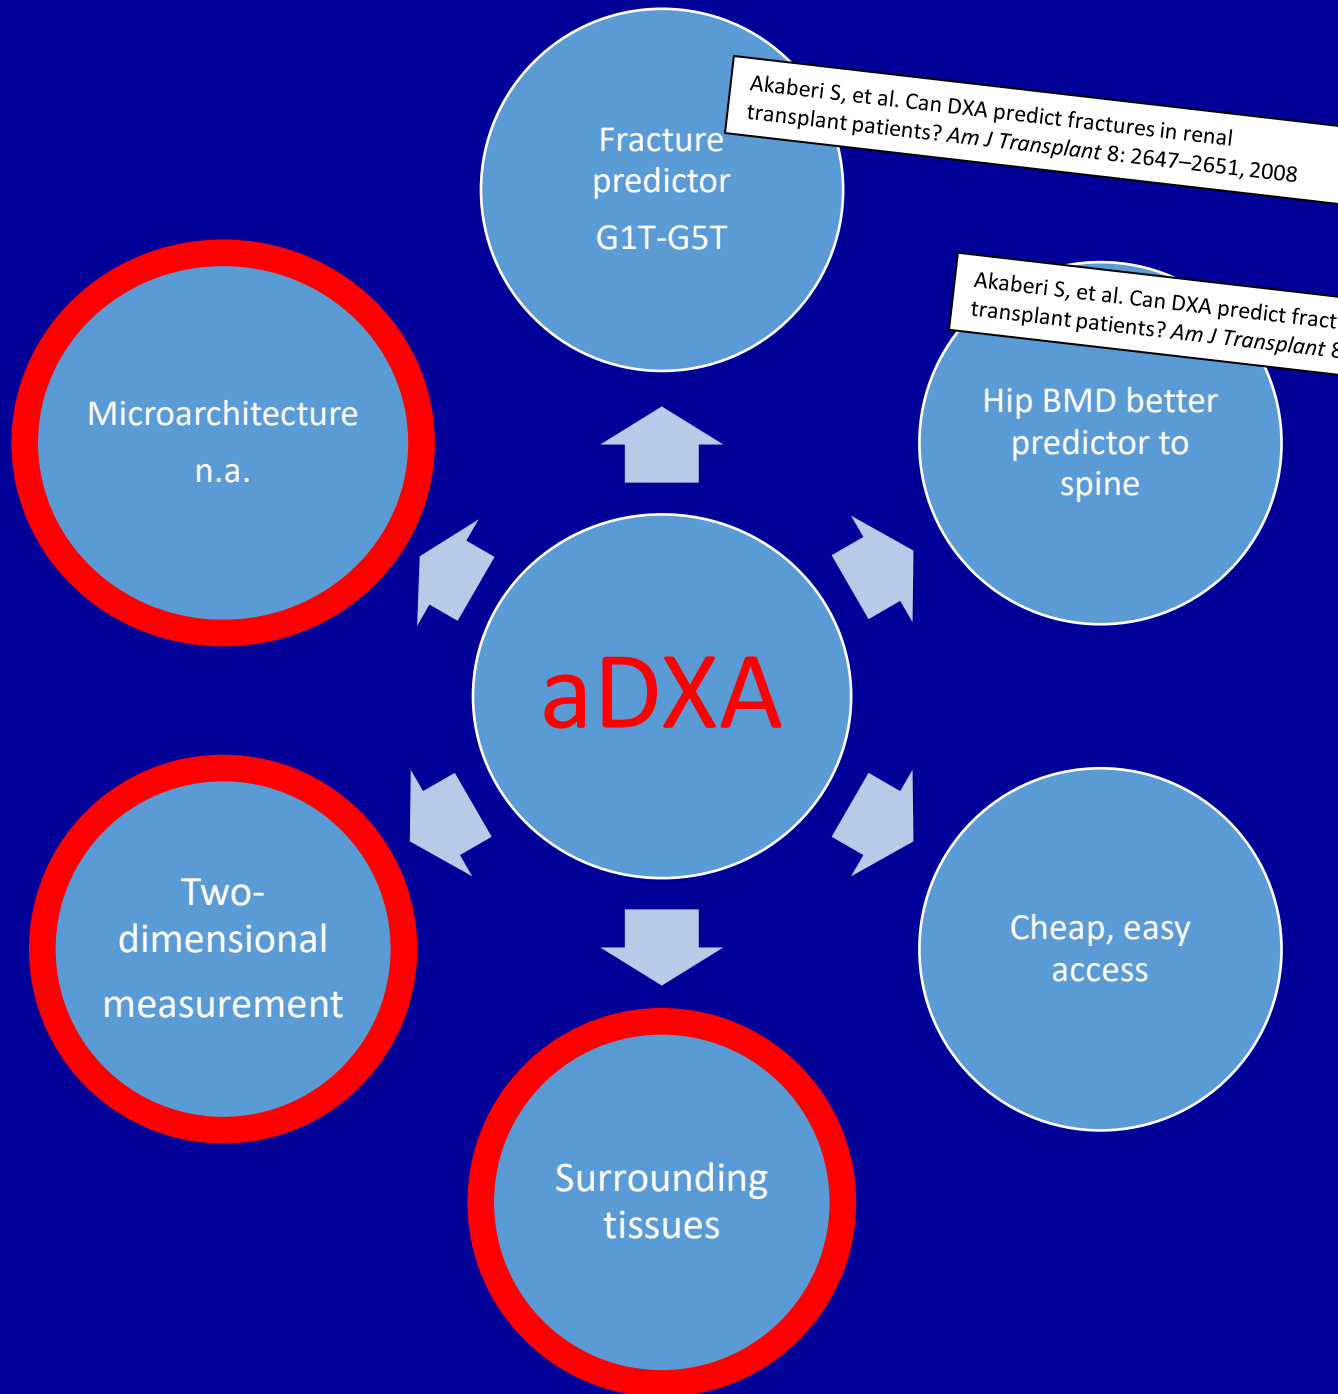 Fracture
predictor
G1T-G5T
Akaberi S, et al. Can DXA predict fractures in renal
transplant patients? Am J Transplant 8: 2647–2651, 2008
Akaberi S, et al. Can DXA predict fract
transplant patients? Am J Transplant 8
Hip BMD better
predictor to
spine
Microarchitecture
n.a.
aDXA
Two-
dimensional
measurement
Cheap, easy
access
Surrounding
tissues